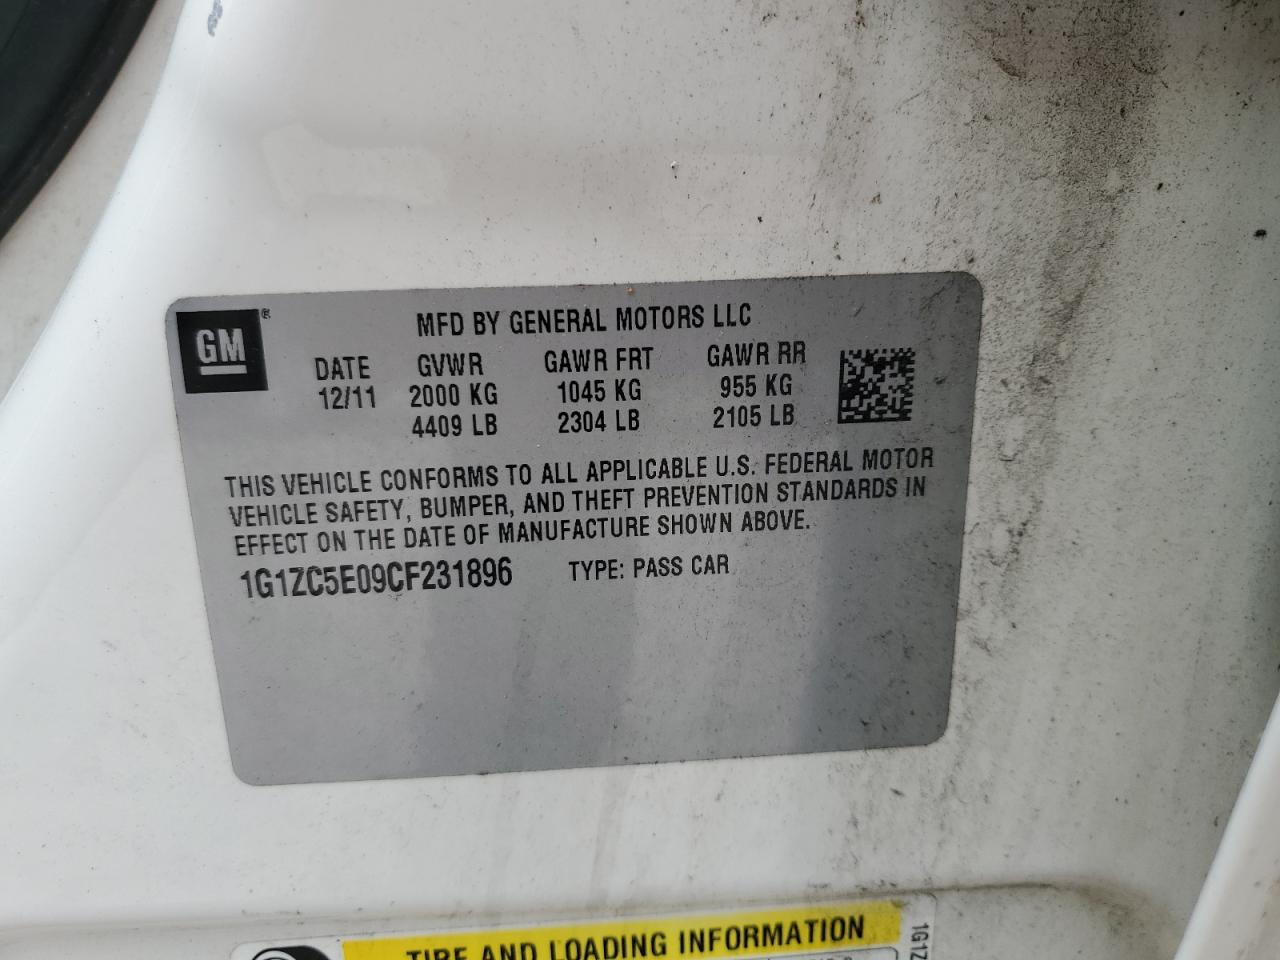 GM®
MFD BY GENERAL MOTORS LLC
DATE GVWR GAWR FRT GAWR RR
12/11 2000 KG 1045 KG 955 KG
4409 LB 2304 LB 2105 LB
THIS VEHICLE CONFORMS TO ALL APPLICABLE U.S. FEDERAL MOTOR
VEHICLE SAFETY, BUMPER, AND THEFT PREVENTION STANDARDS IN
EFFECT ON THE DATE OF MANUFACTURE SHOWN ABOVE.
1G1ZC5E09CF231896 TYPE: PASS CAR
TIRE AND LOADING INFORMATION
1G1Z